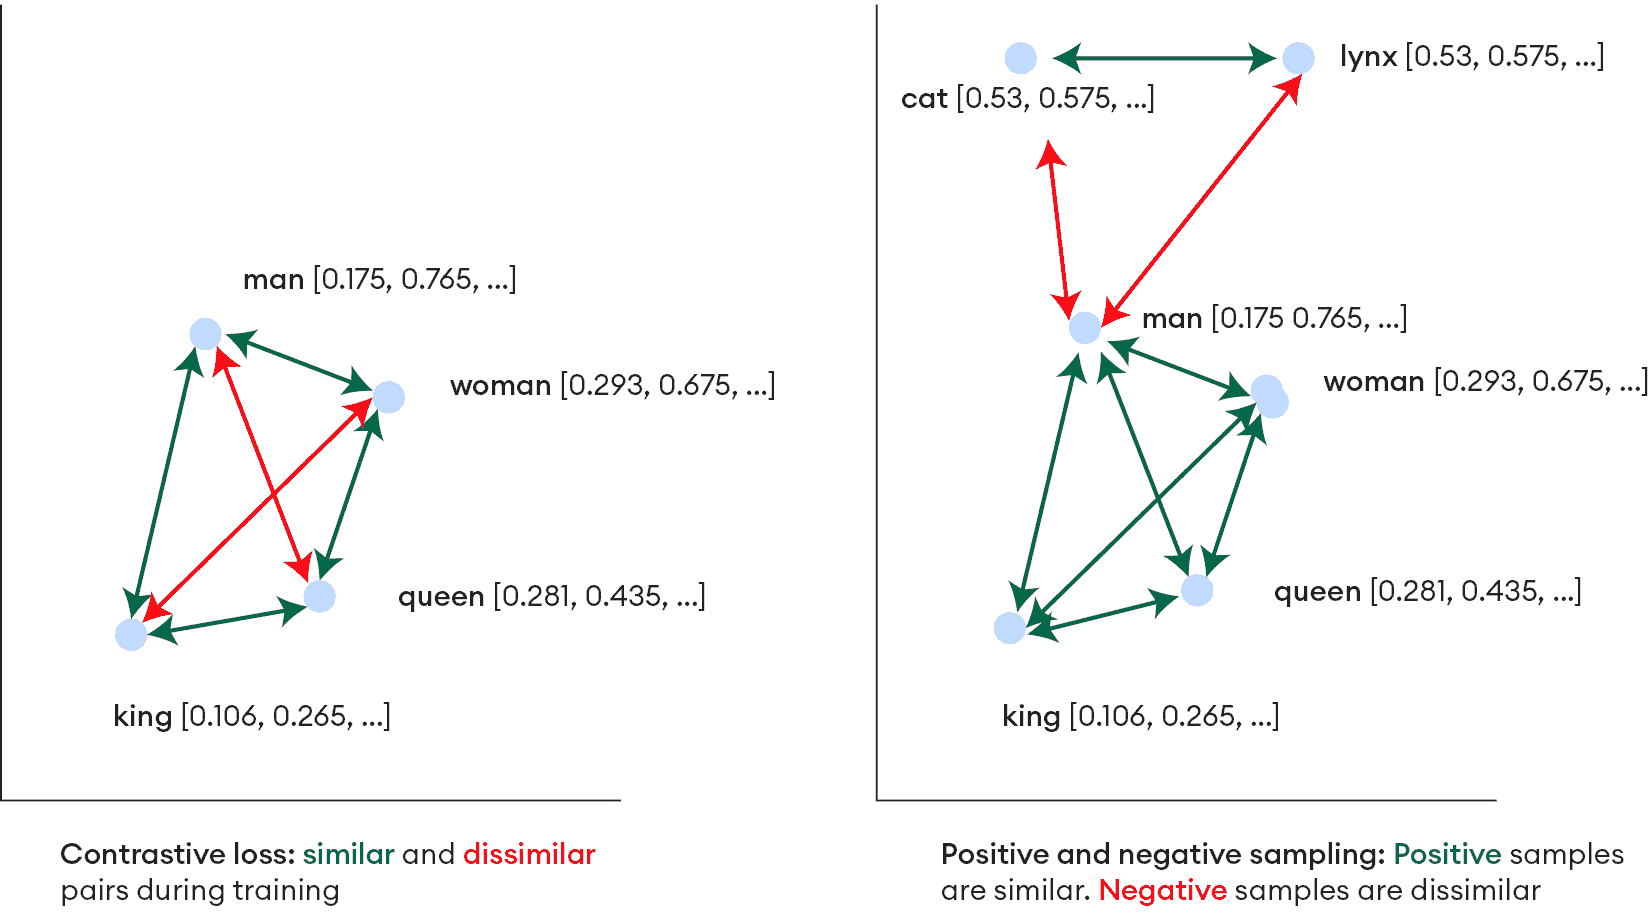 man [0.175, 0.765, ...]
woman [0.293, 0.675, ...]
queen [0.281, 0.435, ...]
king [0.106, 0.265, ...]
Contrastive loss: similar and dissimilar
pairs during training
lynx [0.53, 0.575, ...]
cat [0.53, 0.575, ...]
man [0.175 0.765, ...]
woman [0.293, 0.675, ...]
queen [0.281, 0.435, ...]
king [0.106, 0.265, ...]
Positive and negative sampling: Positive samples
are similar. Negative samples are dissimilar